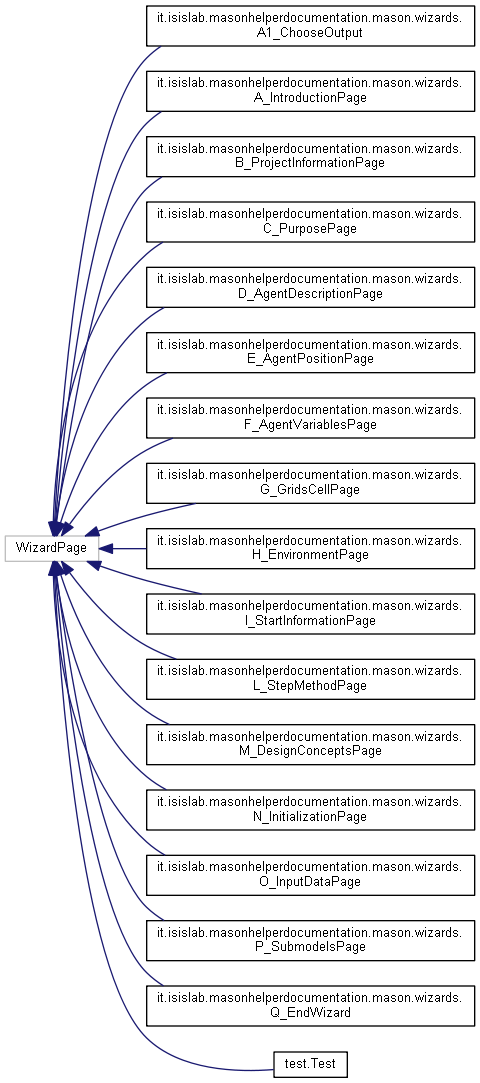 it.isislab.masonhelperdocumentation.mason.wizards.
A1_ChooseOutput
it.isislab.masonhelperdocumentation.mason.wizards.
A_IntroductionPage
it.isislab.masonhelperdocumentation.mason.wizards.
B_ProjectInformationPage
it.isislab.masonhelperdocumentation.mason.wizards.
C_PurposePage
it.isislab.masonhelperdocumentation.mason.wizards.
D_AgentDescriptionPage
it.isislab.masonhelperdocumentation.mason.wizards.
E_AgentPositionPage
it.isislab.masonhelperdocumentation.mason.wizards.
F_AgentVariablesPage
it.isislab.masonhelperdocumentation.mason.wizards.
G_GridsCellPage
WizardPage
it.isislab.masonhelperdocumentation.mason.wizards.
H_EnvironmentPage
it.isislab.masonhelperdocumentation.mason.wizards.
I_StartInformationPage
it.isislab.masonhelperdocumentation.mason.wizards.
L_StepMethodPage
it.isislab.masonhelperdocumentation.mason.wizards.
M_DesignConceptsPage
it.isislab.masonhelperdocumentation.mason.wizards.
N_InitializationPage
it.isislab.masonhelperdocumentation.mason.wizards.
O_InputDataPage
it.isislab.masonhelperdocumentation.mason.wizards.
P_SubmodelsPage
it.isislab.masonhelperdocumentation.mason.wizards.
Q_EndWizard
test.Test